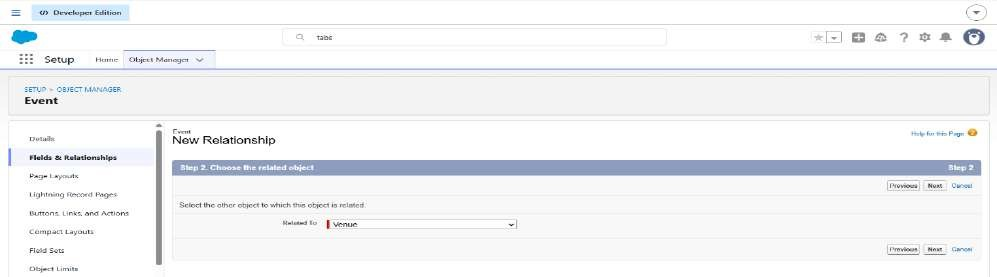 </> Developer Edition
tabe
Setup Home Object Manager
SETUP > OBJECT MANAGER
Event
Details
Fields & Relationships
Page Layouts
Lightning Record Pages
Buttons, Links, and Actions
Compact Layouts
Field Sets
Object Limits
Event
New Relationship
Help for this Page ?
Step 2. Choose the related object Step 2
Previous Next Cancel
Select the other object to which this object is related.
Related To Venue
Previous Next Cancel